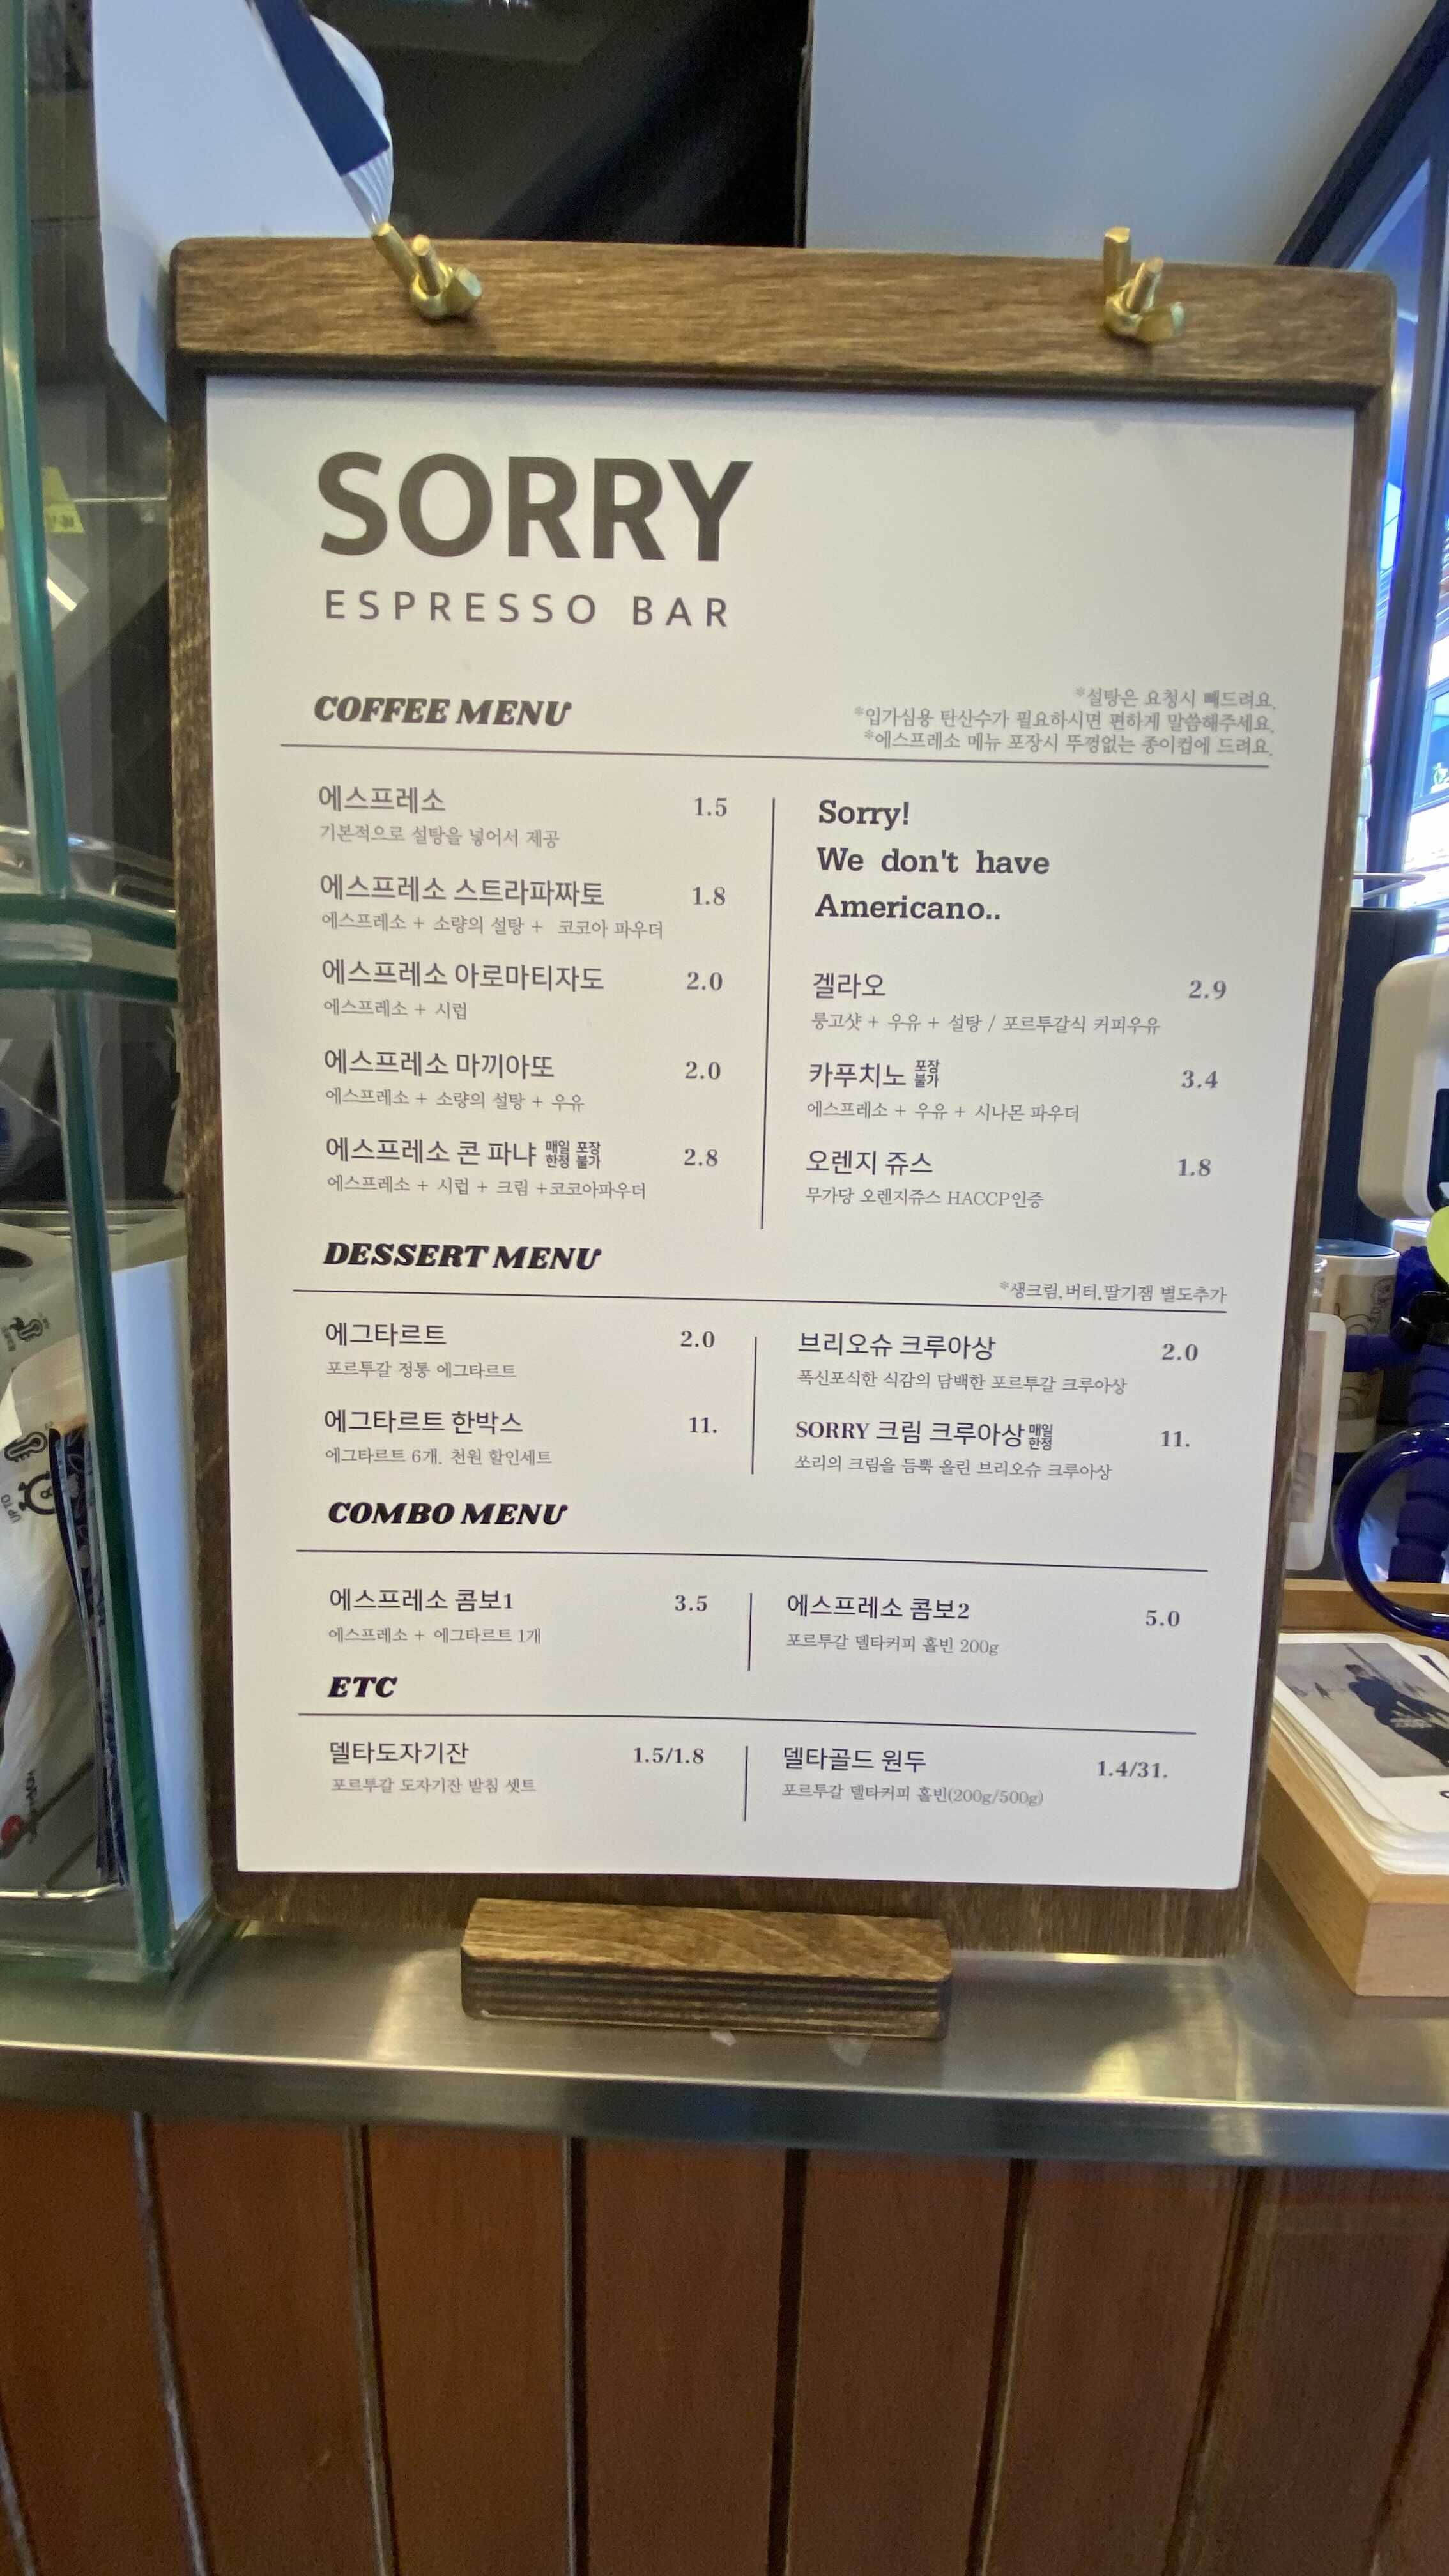 SORRY
ESPRESSO BAR
COFFEE MENU
*설탕은 요청시 빼드려요.
*입가심용 탄산수가 필요하시면 편하게 말씀해주세요.
*에스프레소 메뉴 포장시 뚜껑없는 종이컵에 드려요.
에스프레소 1.5
기본적으로 설탕을 넣어서 제공
에스프레소 스트라파짜토 1.8
에스프레소 + 소량의 설탕 + 코코아 파우더
에스프레소 아로마티자도 2.0
에스프레소 + 시럽
에스프레소 마끼아또 2.0
에스프레소 + 소량의 설탕 + 우유
에스프레소 콘 파냐 매일한정 포장불가 2.8
에스프레소 + 시럽 + 크림 +코코아파우더
Sorry!
We don't have
Americano..
겔라오 2.9
룽고샷 + 우유 + 설탕 / 포르투갈식 커피우유
카푸치노 포장불가 3.4
에스프레소 + 우유 + 시나몬 파우더
오렌지 쥬스 1.8
무가당 오렌지쥬스 HACCP인증
DESSERT MENU
*생크림,버터,딸기잼 별도추가
에그타르트 2.0
포르투갈 정통 에그타르트
에그타르트 한박스 11.
에그타르트 6개. 천원 할인세트
브리오슈 크루아상 2.0
폭신포식한 식감의 담백한 포르투갈 크루아상
SORRY 크림 크루아상 매일한정 11.
쏘리의 크림을 듬뿍 올린 브리오슈 크루아상
COMBO MENU
에스프레소 콤보1 3.5
에스프레소 + 에그타르트 1개
에스프레소 콤보2 5.0
포르투갈 델타커피 홀빈 200g
ETC
델타도자기잔 1.5/1.8
포르투갈 도자기잔 받침 셋트
델타골드 원두 1.4/31.
포르투갈 델타커피 홀빈(200g/500g)